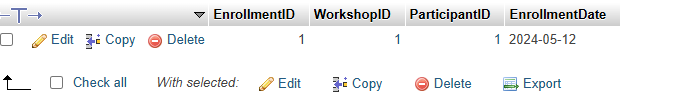 EnrollmentID WorkshopID ParticipantID EnrollmentDate
Edit Copy Delete 1 1 1 2024-05-12
Check all With selected: Edit Copy Delete Export